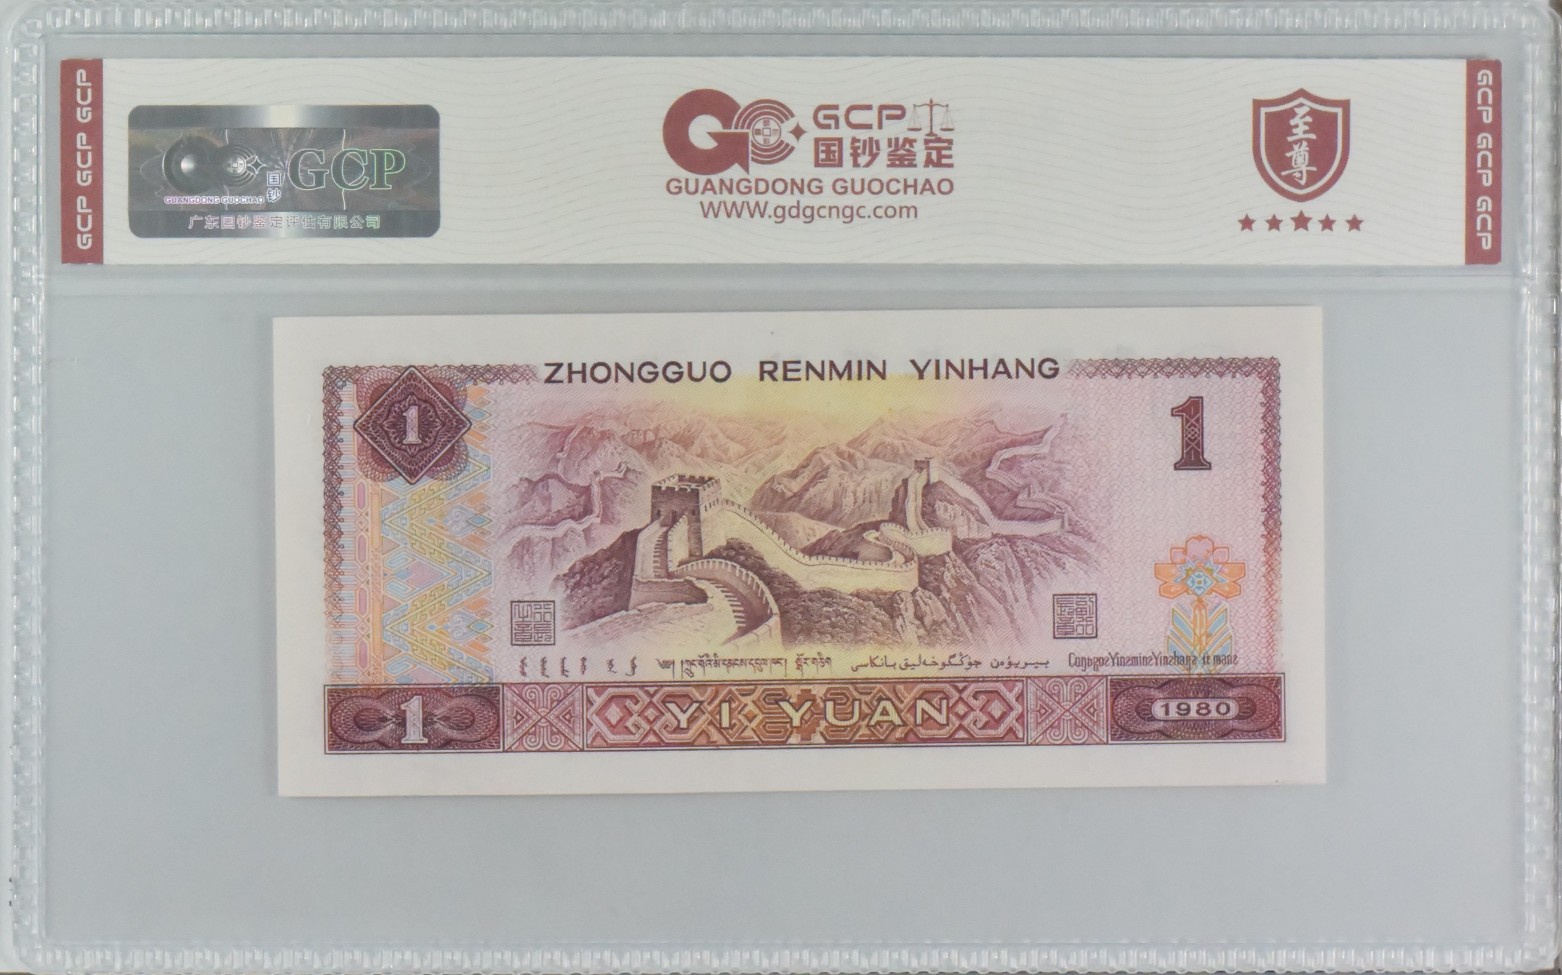 GCP GCP GCP
GCP
国钞
GUANGDONG GUOCHAO
广东国钞鉴定评估有限公司
GCP
国钞鉴定
GUANGDONG GUOCHAO
WWW.gdgcngc.com
至尊
GCP GCP GCP
ZHONGGUO RENMIN YINHANG
1
1
1
YI YUAN
1980